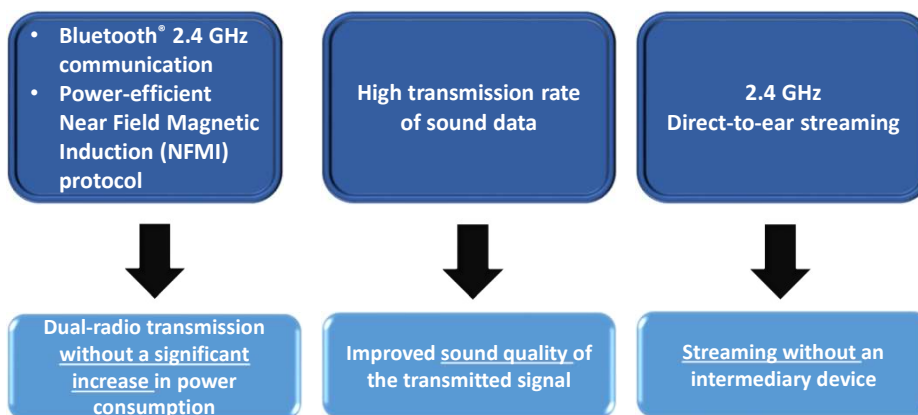 • Bluetooth® 2.4 GHz
communication
• Power-efficient
Near Field Magnetic
Induction (NFMI)
protocol
High transmission rate
of sound data
2.4 GHz
Direct-to-ear streaming
Dual-radio transmission
without a significant
increase in power
consumption
Improved sound quality of
the transmitted signal
Streaming without an
intermediary device